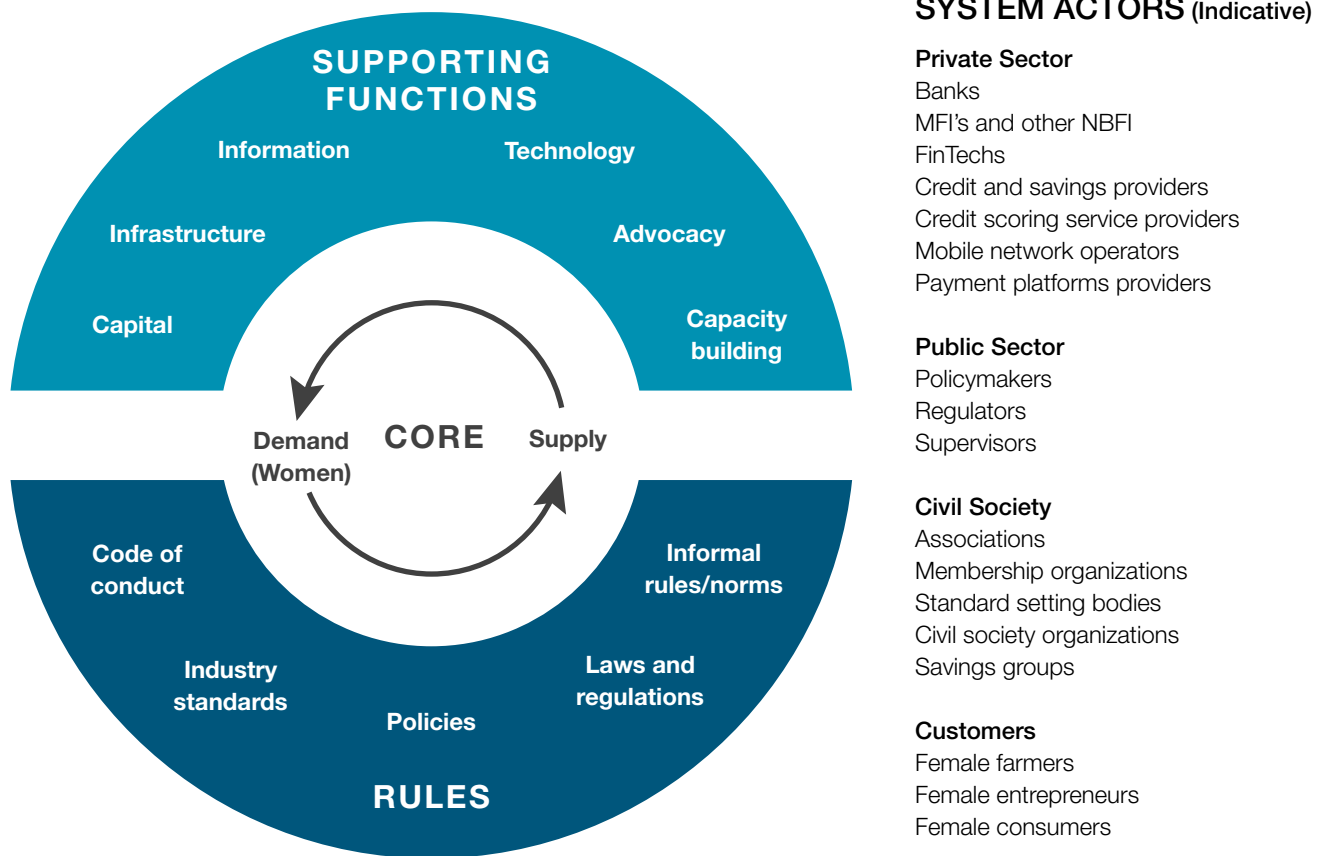 SUPPORTING
FUNCTIONS
Information
Technology
Infrastructure
Advocacy
Capital
Capacity
building
Demand
(Women)
CORE
Supply
Code of
conduct
Informal
rules/norms
Industry
standards
Laws and
regulations
Policies
RULES
SYSTEM ACTORS (Indicative)
Private Sector
Banks
MFI's and other NBFI
FinTechs
Credit and savings providers
Credit scoring service providers
Mobile network operators
Payment platforms providers
Public Sector
Policymakers
Regulators
Supervisors
Civil Society
Associations
Membership organizations
Standard setting bodies
Civil society organizations
Savings groups
Customers
Female farmers
Female entrepreneurs
Female consumers